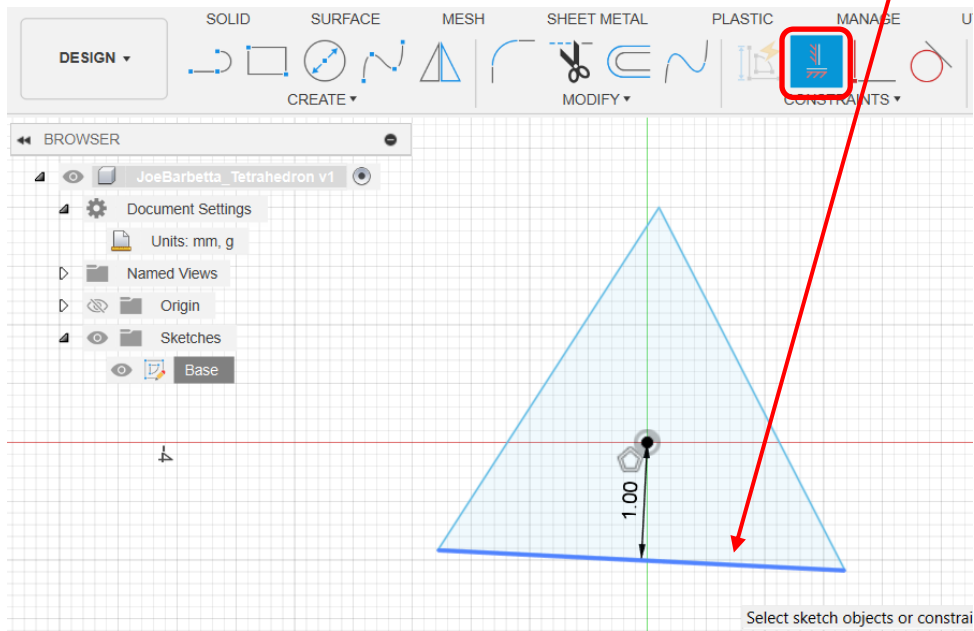 SOLID SURFACE MESH SHEET METAL PLASTIC MANAGE U
DESIGN ▾
CREATE ▾ MODIFY ▾ CONSTRAINTS ▾
BROWSER
JoeBarbetta_Tetrahedron v1
Document Settings
Units: mm, g
Named Views
Origin
Sketches
Base
1.00
Select sketch objects or constrai